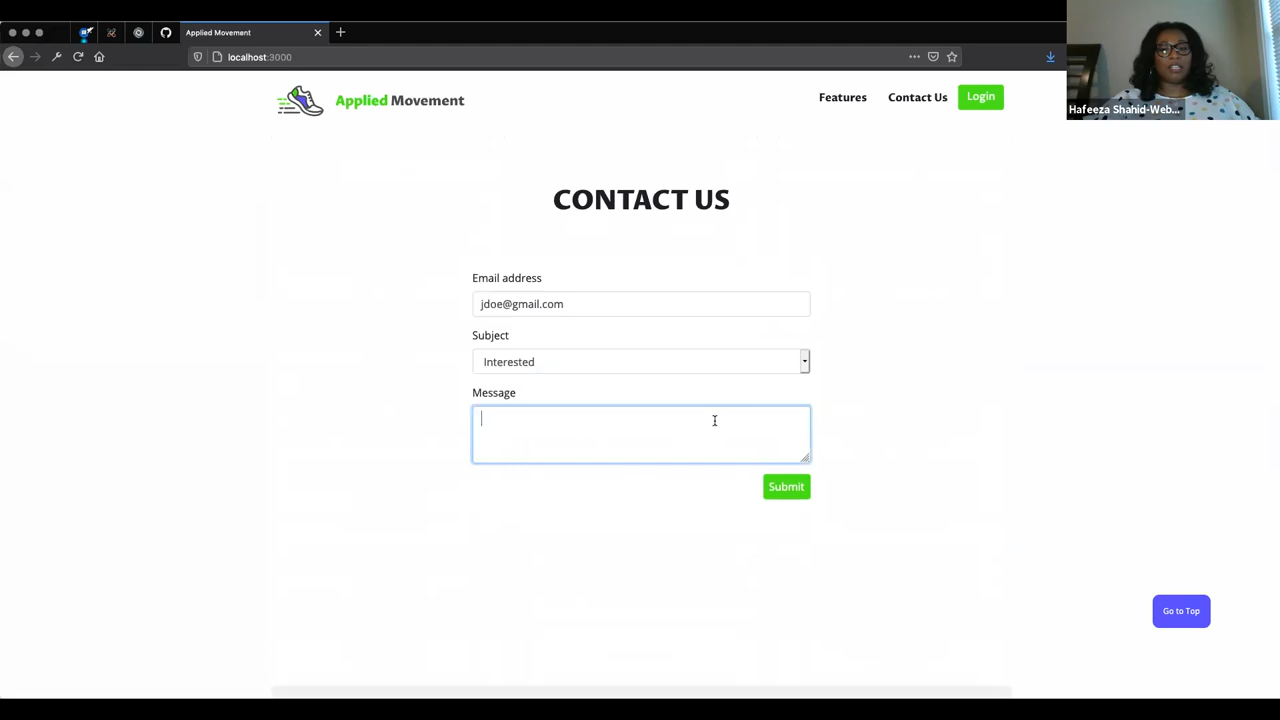 Applied Movement
localhost:3000
Hafeeza Shahid-Web...
Applied Movement
Features
Contact Us
Login
CONTACT US
Email address
jdoe@gmail.com
Subject
Interested
Message
Submit
Go to Top